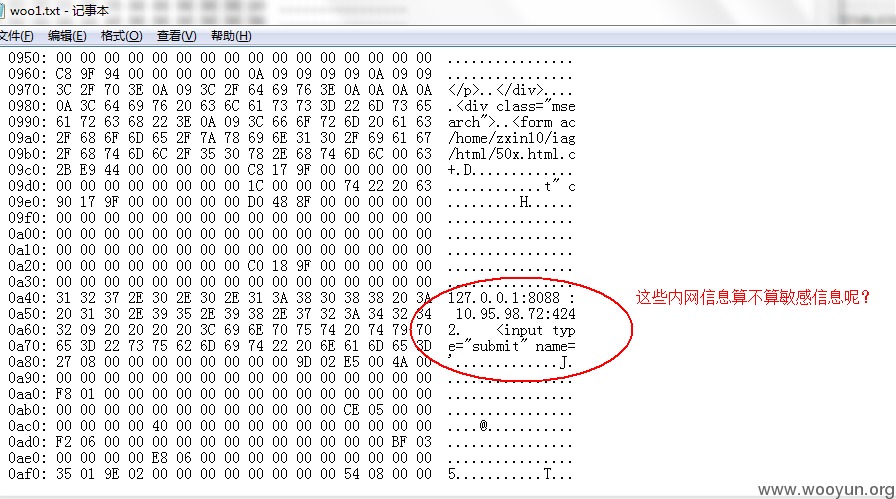 woo1.txt - 记事本
文件(F) 编辑(E) 格式(O) 查看(V) 帮助(H)
0950: 00 00 00 00 00 00 00 00 00 00 00 00 00 00 00 00 ................
0960: C8 9F 94 00 00 00 00 00 0A 09 09 09 09 0A 09 09 ................
0970: 3C 2F 70 3E 0A 09 3C 2F 64 69 76 3E 0A 0A 0A 0A </p>..</div>....
0980: 0A 3C 64 69 76 20 63 6C 61 73 73 3D 22 6D 73 65 .<div class="mse
0990: 61 72 63 68 22 3E 0A 09 3C 66 6F 72 6D 20 61 63 arch">..<form ac
09a0: 2F 68 6F 6D 65 2F 7A 78 69 6E 31 30 2F 69 61 67 /home/zxin10/iag
09b0: 2F 68 74 6D 6C 2F 35 30 78 2E 68 74 6D 6C 00 63 /html/50x.html.c
09c0: 2B E9 44 00 00 00 00 00 C8 17 9F 00 00 00 00 00 +.D.............
09d0: 00 00 00 00 00 00 00 00 1C 00 00 00 74 22 20 63 ............t" c
09e0: 90 17 9F 00 00 00 00 00 D0 48 8F 00 00 00 00 00 .........H......
09f0: 00 00 00 00 00 00 00 00 00 00 00 00 00 00 00 00 ................
0a00: 00 00 00 00 00 00 00 00 00 00 00 00 00 00 00 00 ................
0a10: 00 00 00 00 00 00 00 00 00 00 00 00 00 00 00 00 ................
0a20: 00 00 00 00 00 00 00 00 C0 18 9F 00 00 00 00 00 ................
0a30: 00 00 00 00 00 00 00 00 00 00 00 00 00 00 00 00 ................
0a40: 31 32 37 2E 30 2E 30 2E 31 3A 38 30 38 38 20 3A 127.0.0.1:8088 :
0a50: 20 31 30 2E 39 35 2E 39 38 2E 37 32 3A 34 32 34 10.95.98.72:424
0a60: 32 09 20 20 20 20 3C 69 6E 70 75 74 20 74 79 70 2. <input typ
0a70: 65 3D 22 73 75 62 6D 69 74 22 20 6E 61 6D 65 3D e="submit" name=
0a80: 27 08 00 00 00 00 00 00 00 00 9D 02 E5 00 4A 00 '.............J.
0a90: 00 00 00 00 00 00 00 00 00 00 00 00 00 00 00 00 ................
0aa0: F8 01 00 00 00 00 00 00 00 00 00 00 00 00 00 00 ................
0ab0: 00 00 00 00 00 00 00 00 00 00 00 00 CE 05 00 00 ................
0ac0: 00 00 00 00 40 00 00 00 00 00 00 00 00 00 00 00 ....@...........
0ad0: F2 06 00 00 00 00 00 00 00 00 00 00 00 00 BF 03 ................
0ae0: 00 00 00 00 E8 06 00 00 00 00 00 00 00 00 00 00 ................
0af0: 35 01 9E 02 00 00 00 00 00 00 00 00 54 08 00 00 5...........T...
这些内网信息算不算敏感信息呢?
www.wooyun.org